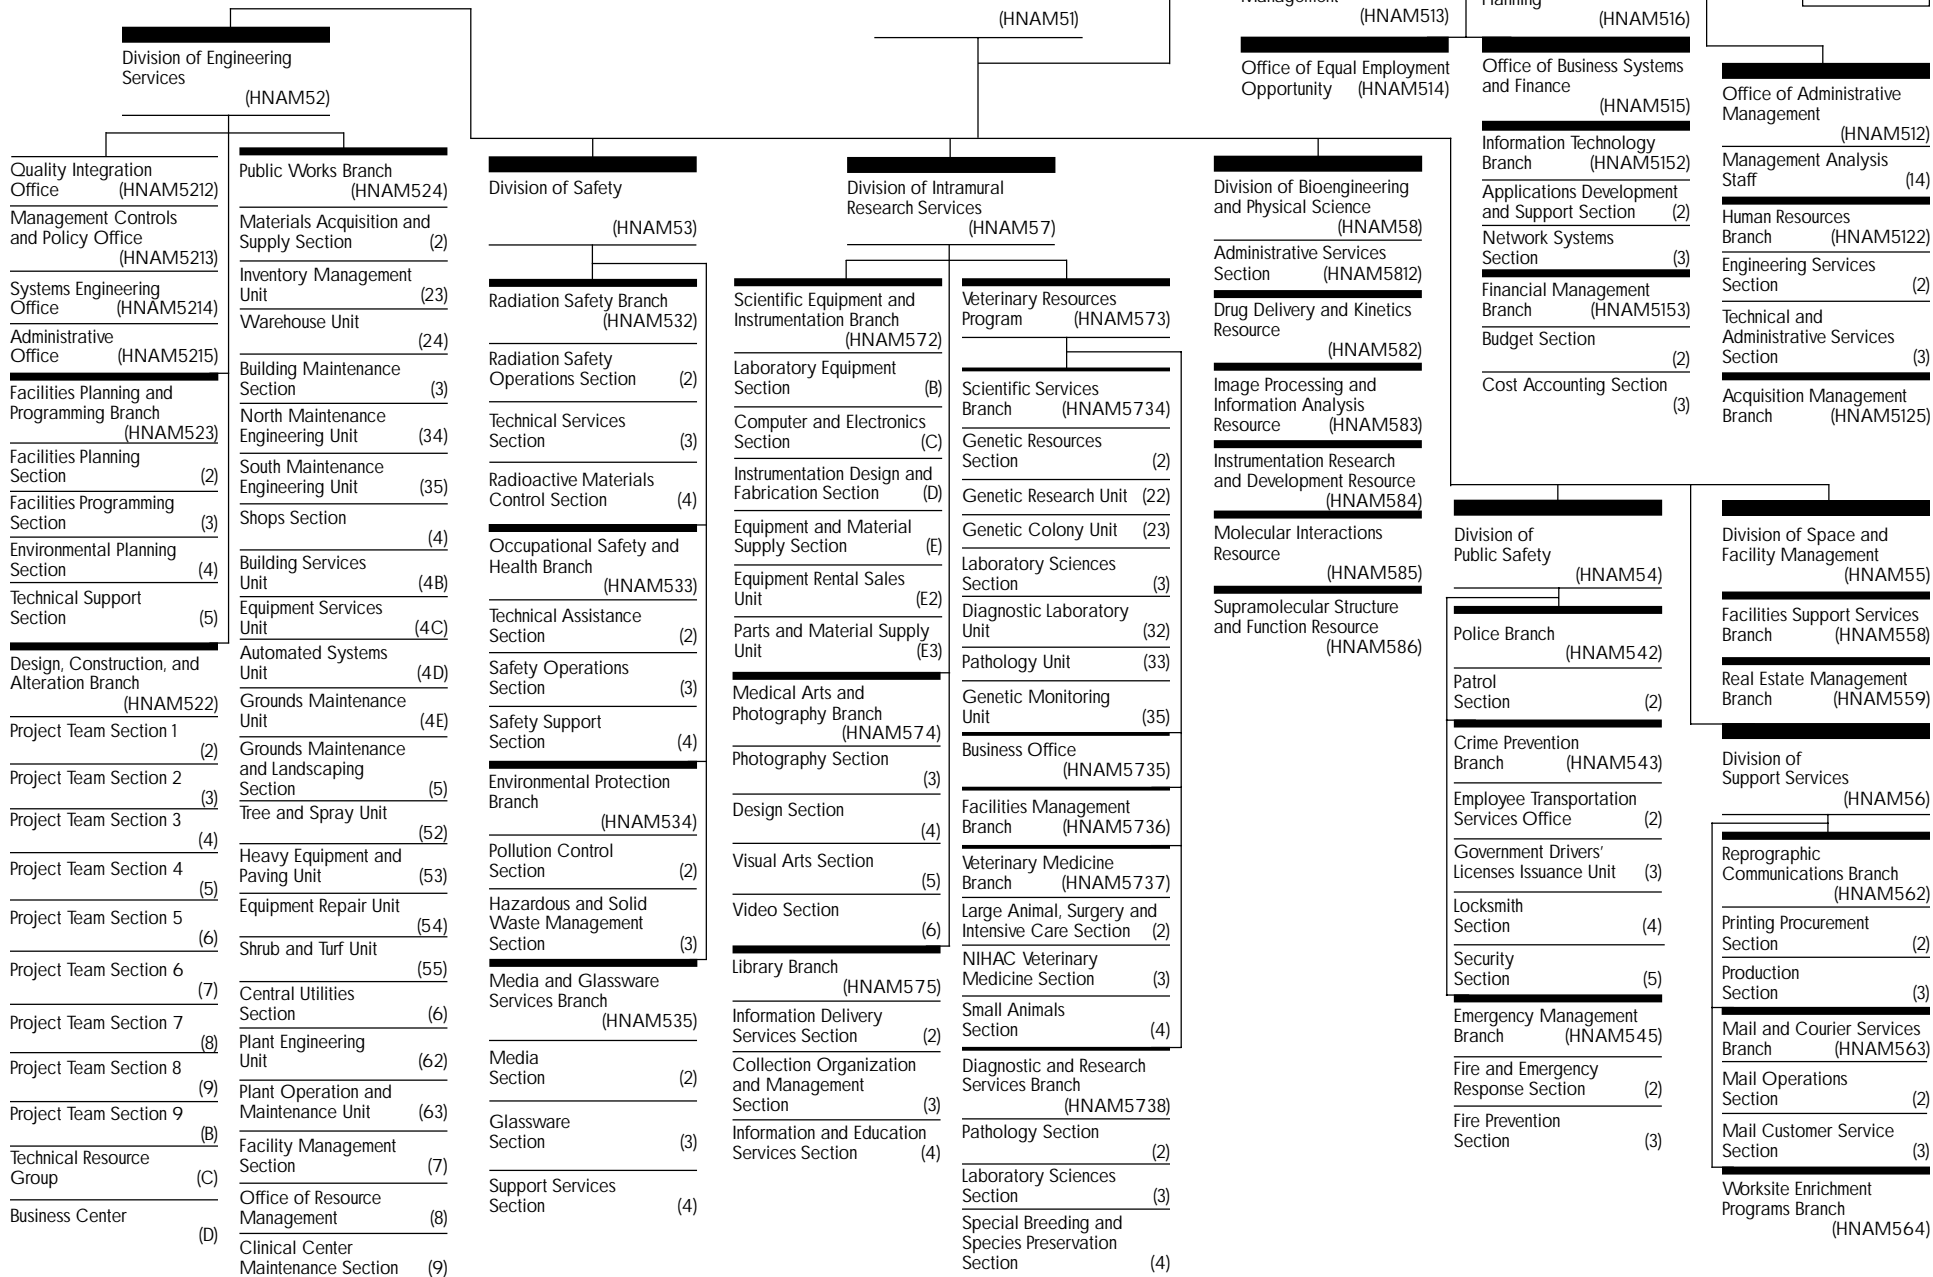 (HNAM51)
(HNAM513)
(HNAM516)
Division of Engineering
Services
(HNAM52)
Quality Integration
Office (HNAM5212)
Management Controls
and Policy Office
(HNAM5213)
Systems Engineering
Office (HNAM5214)
Administrative
Office (HNAM5215)
Facilities Planning and
Programming Branch
(HNAM523)
Facilities Planning
Section (2)
Facilities Programming
Section (3)
Environmental Planning
Section (4)
Technical Support
Section (5)
Design, Construction, and
Alteration Branch
(HNAM522)
Project Team Section 1
(2)
Project Team Section 2
(3)
Project Team Section 3
(4)
Project Team Section 4
(5)
Project Team Section 5
(6)
Project Team Section 6
(7)
Project Team Section 7
(8)
Project Team Section 8
(9)
Project Team Section 9
(B)
Technical Resource
Group (C)
Business Center
(D)
Public Works Branch
(HNAM524)
Materials Acquisition and
Supply Section (2)
Inventory Management
Unit (23)
Warehouse Unit
(24)
Building Maintenance
Section (3)
North Maintenance
Engineering Unit (34)
South Maintenance
Engineering Unit (35)
Shops Section
(4)
Building Services
Unit (4B)
Equipment Services
Unit (4C)
Automated Systems
Unit (4D)
Grounds Maintenance
Unit (4E)
Grounds Maintenance
and Landscaping
Section (5)
Tree and Spray Unit
(52)
Heavy Equipment and
Paving Unit (53)
Equipment Repair Unit
(54)
Shrub and Turf Unit
(55)
Central Utilities
Section (6)
Plant Engineering
Unit (62)
Plant Operation and
Maintenance Unit (63)
Facility Management
Section (7)
Office of Resource
Management (8)
Clinical Center
Maintenance Section (9)
Division of Safety
(HNAM53)
Radiation Safety Branch
(HNAM532)
Radiation Safety
Operations Section (2)
Technical Services
Section (3)
Radioactive Materials
Control Section (4)
Occupational Safety and
Health Branch
(HNAM533)
Technical Assistance
Section (2)
Safety Operations
Section (3)
Safety Support
Section (4)
Environmental Protection
Branch
(HNAM534)
Pollution Control
Section (2)
Hazardous and Solid
Waste Management
Section (3)
Media and Glassware
Services Branch
(HNAM535)
Media
Section (2)
Glassware
Section (3)
Support Services
Section (4)
Division of Intramural
Research Services
(HNAM57)
Scientific Equipment and
Instrumentation Branch
(HNAM572)
Laboratory Equipment
Section (B)
Computer and Electronics
Section (C)
Instrumentation Design and
Fabrication Section (D)
Equipment and Material
Supply Section (E)
Equipment Rental Sales
Unit (E2)
Parts and Material Supply
Unit (E3)
Medical Arts and
Photography Branch
(HNAM574)
Photography Section
(3)
Design Section
(4)
Visual Arts Section
(5)
Video Section
(6)
Library Branch
(HNAM575)
Information Delivery
Services Section (2)
Collection Organization
and Management
Section (3)
Information and Education
Services Section (4)
Veterinary Resources
Program (HNAM573)
Scientific Services
Branch (HNAM5734)
Genetic Resources
Section (2)
Genetic Research Unit (22)
Genetic Colony Unit (23)
Laboratory Sciences
Section (3)
Diagnostic Laboratory
Unit (32)
Pathology Unit (33)
Genetic Monitoring
Unit (35)
Business Office
(HNAM5735)
Facilities Management
Branch (HNAM5736)
Veterinary Medicine
Branch (HNAM5737)
Large Animal, Surgery and
Intensive Care Section (2)
NIHAC Veterinary
Medicine Section (3)
Small Animals
Section (4)
Diagnostic and Research
Services Branch
(HNAM5738)
Pathology Section
(2)
Laboratory Sciences
Section (3)
Special Breeding and
Species Preservation
Section (4)
Division of Bioengineering
and Physical Science
(HNAM58)
Administrative Services
Section (HNAM5812)
Drug Delivery and Kinetics
Resource
(HNAM582)
Image Processing and
Information Analysis
Resource (HNAM583)
Instrumentation Research
and Development Resource
(HNAM584)
Molecular Interactions
Resource
(HNAM585)
Supramolecular Structure
and Function Resource
(HNAM586)
Office of Equal Employment
Opportunity (HNAM514)
Office of Business Systems
and Finance
(HNAM515)
Information Technology
Branch (HNAM5152)
Applications Development
and Support Section (2)
Network Systems
Section (3)
Financial Management
Branch (HNAM5153)
Budget Section
(2)
Cost Accounting Section
(3)
Office of Administrative
Management
(HNAM512)
Management Analysis
Staff (14)
Human Resources
Branch (HNAM5122)
Engineering Services
Section (2)
Technical and
Administrative Services
Section (3)
Acquisition Management
Branch (HNAM5125)
Division of
Public Safety
(HNAM54)
Police Branch
(HNAM542)
Patrol
Section (2)
Crime Prevention
Branch (HNAM543)
Employee Transportation
Services Office (2)
Government Drivers'
Licenses Issuance Unit (3)
Locksmith
Section (4)
Security
Section (5)
Emergency Management
Branch (HNAM545)
Fire and Emergency
Response Section (2)
Fire Prevention
Section (3)
Division of Space and
Facility Management
(HNAM55)
Facilities Support Services
Branch (HNAM558)
Real Estate Management
Branch (HNAM559)
Division of
Support Services
(HNAM56)
Reprographic
Communications Branch
(HNAM562)
Printing Procurement
Section (2)
Production
Section (3)
Mail and Courier Services
Branch (HNAM563)
Mail Operations
Section (2)
Mail Customer Service
Section (3)
Worksite Enrichment
Programs Branch
(HNAM564)